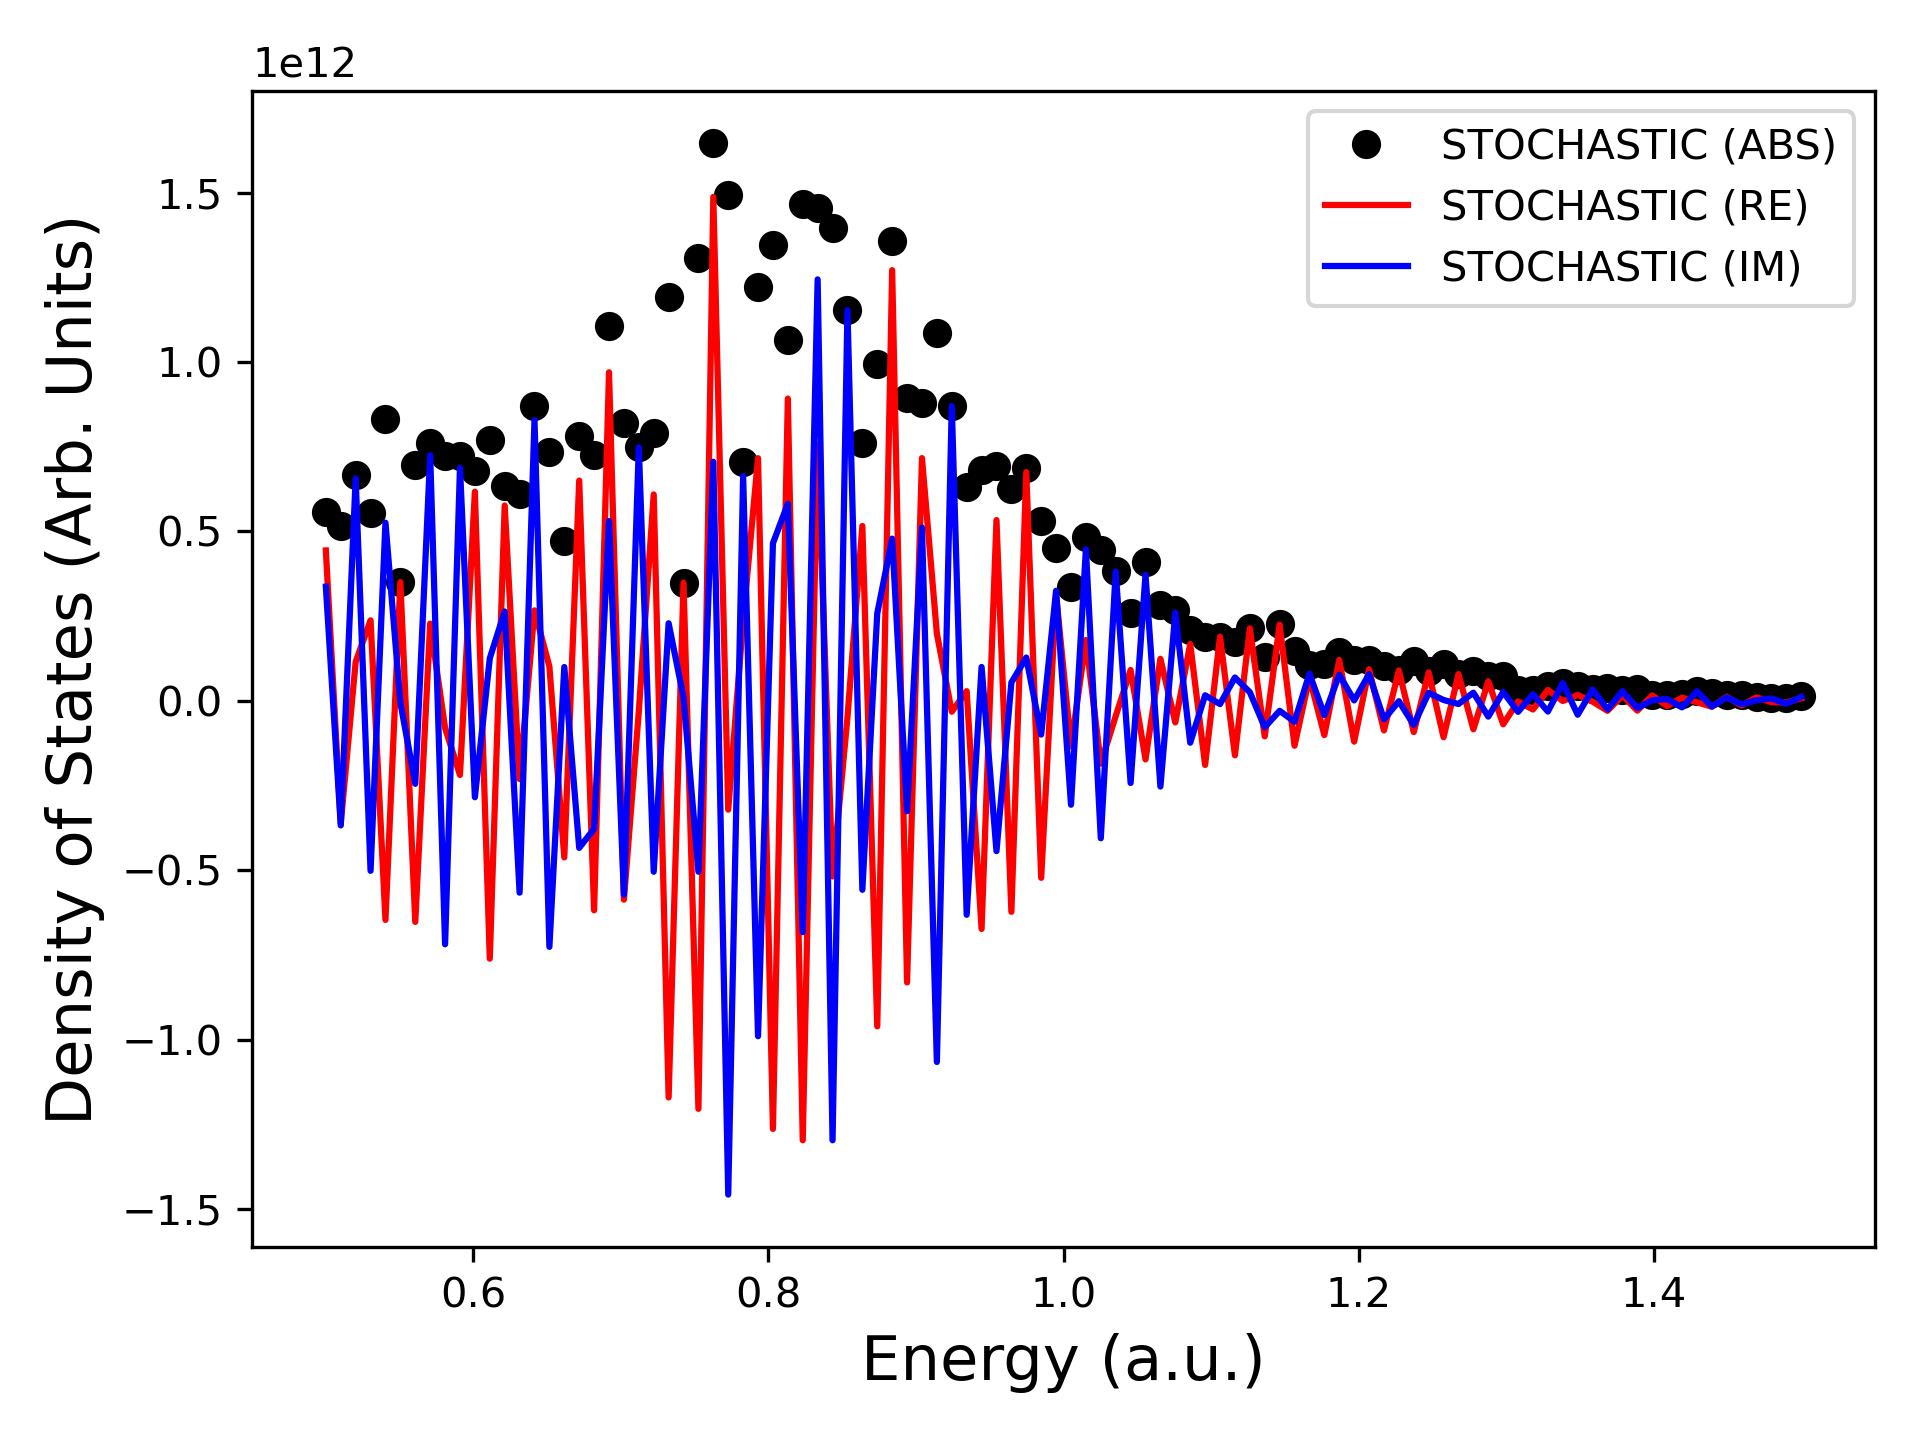 1e12
STOCHASTIC (ABS)
STOCHASTIC (RE)
STOCHASTIC (IM)
Density of States (Arb. Units)
1.5
1.0
0.5
0.0
−0.5
−1.0
−1.5
0.6 0.8 1.0 1.2 1.4
Energy (a.u.)